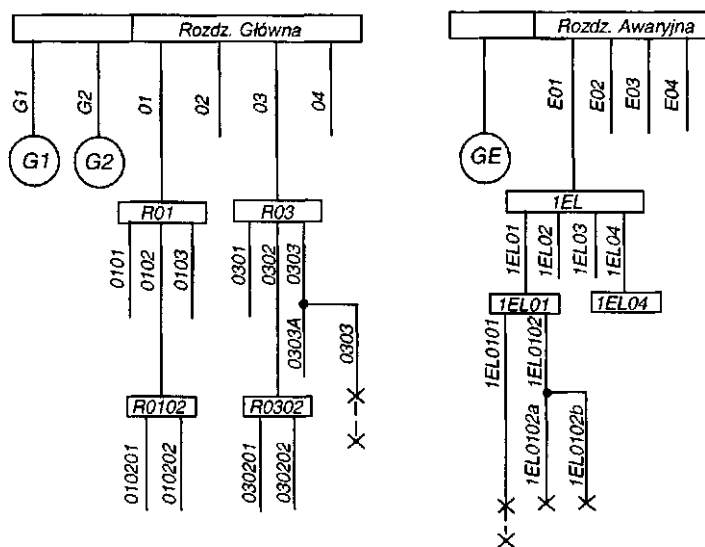 Rozdz. Główna
G1
G2
01
02
03
04
G1
G2
R01
R03
0101
0102
0103
0301
0302
0303
0303A
0303
R0102
R0302
010201
010202
030201
030202
Rozdz. Awaryjna
E01
E02
E03
E04
GE
1EL
1EL01
1EL02
1EL03
1EL04
1EL01
1EL04
1EL0101
1EL0102
1EL0102a
1EL0102b